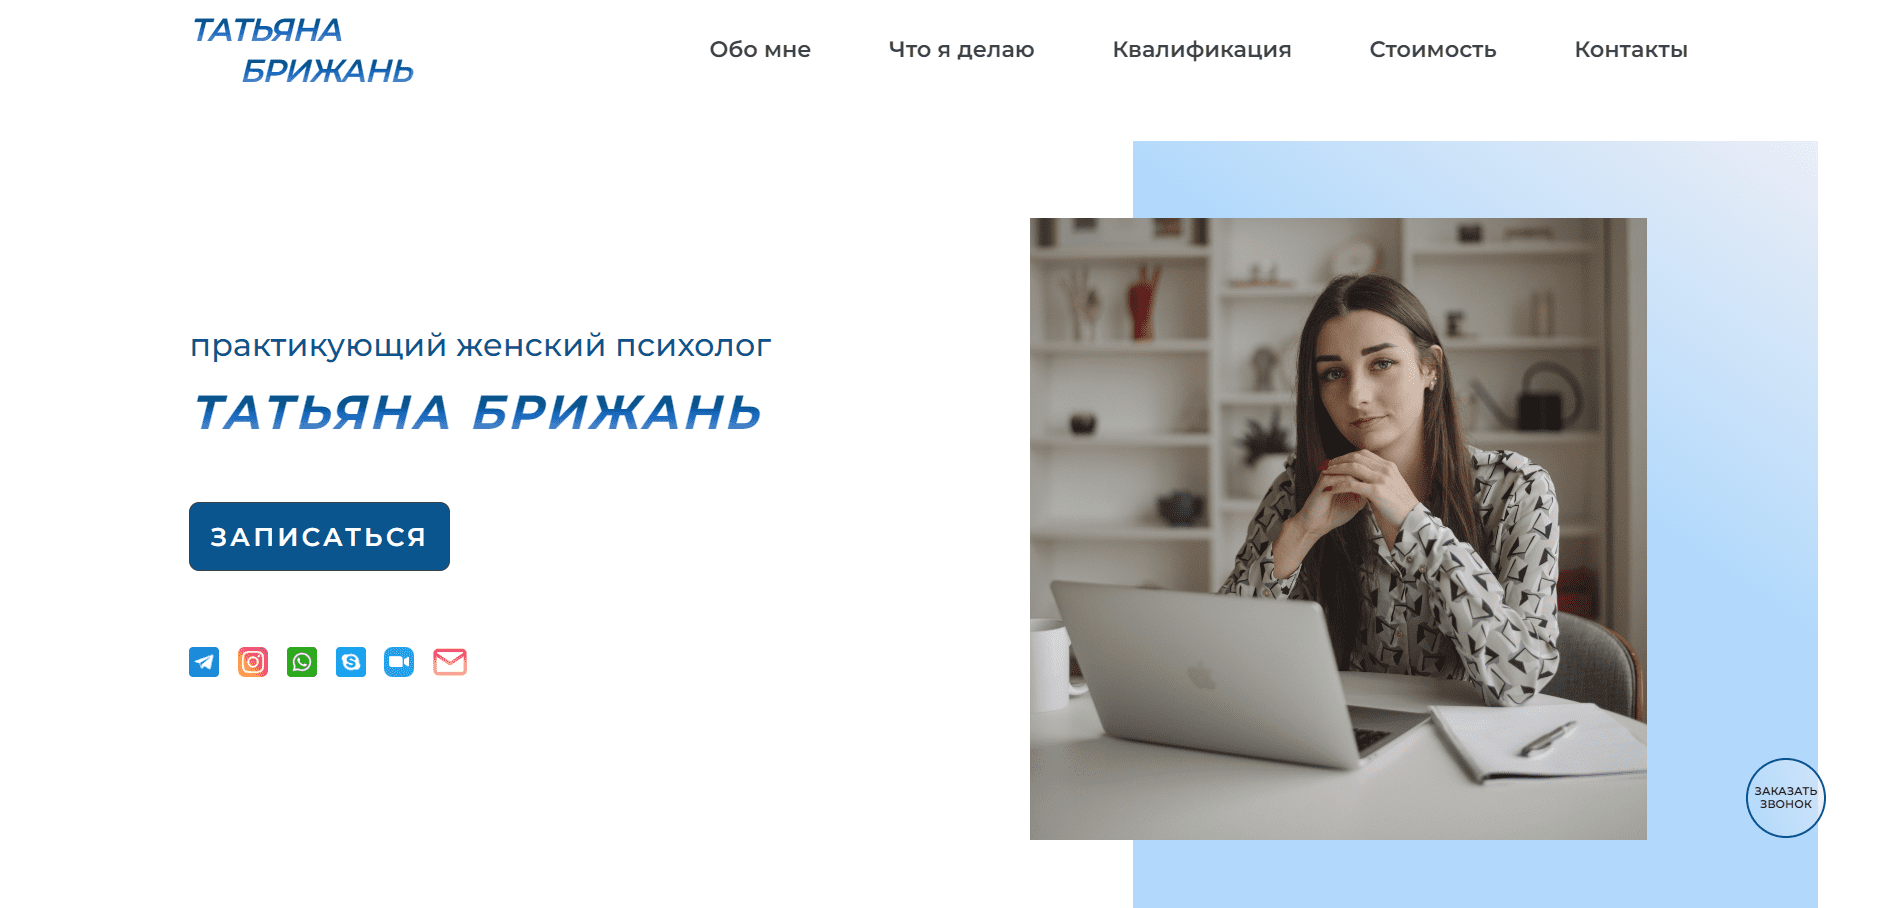 ТАТЬЯНА
БРИЖАНЬ
Обо мне
Что я делаю
Квалификация
Стоимость
Контакты
практикующий женский психолог
ТАТЬЯНА БРИЖАНЬ
ЗАПИСАТЬСЯ
ЗАКАЗАТЬ
ЗВОНОК